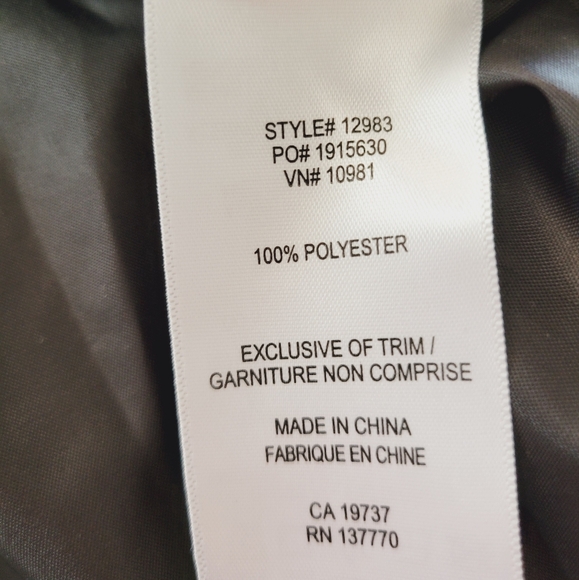 STYLE# 12983
PO# 1915630
VN# 10981
100% POLYESTER
EXCLUSIVE OF TRIM /
GARNITURE NON COMPRISE
MADE IN CHINA
FABRIQUE EN CHINE
CA 19737
RN 137770